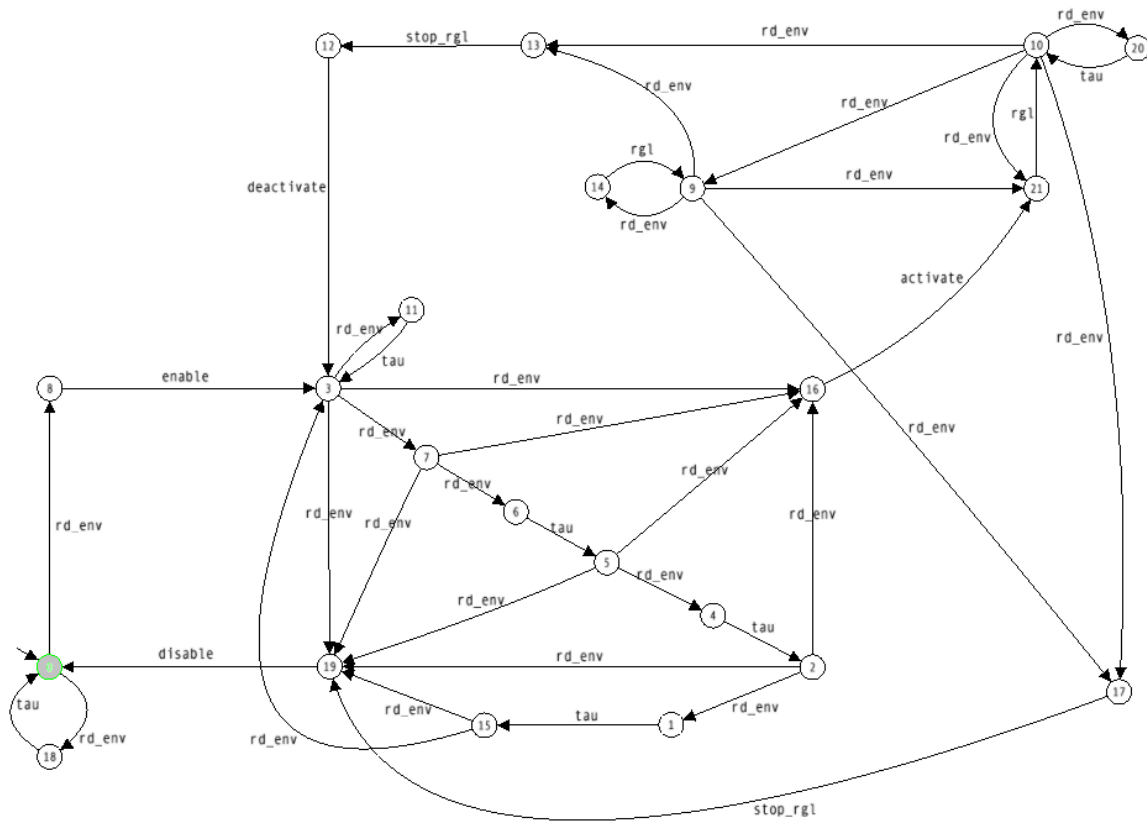 rd_env
12
stop_rgl
13
rd_env
10
20
tau
rd_env
rd_env
rgl
rd_env
rgl
deactivate
14
9
rd_env
21
rd_env
activate
11
rd_env
rd_env
tau
8
enable
3
rd_env
16
rd_env
rd_env
rd_env
7
rd_env
rd_env
6
rd_env
rd_env
rd_env
rd_env
tau
5
rd_env
rd_env
4
tau
disable
19
rd_env
2
17
tau
rd_env
rd_env
15
tau
1
rd_env
rd_env
18
stop_rgl